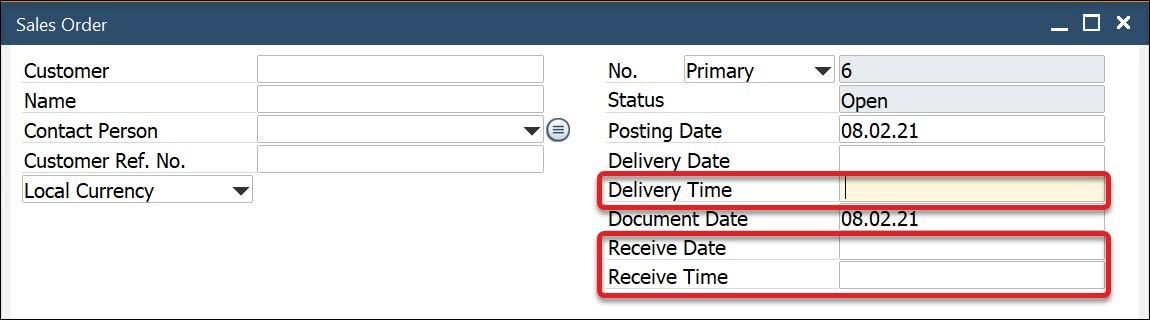 Sales Order
Customer
Name
Contact Person
Customer Ref. No.
Local Currency
No. Primary 6
Status Open
Posting Date 08.02.21
Delivery Date
Delivery Time
Document Date 08.02.21
Receive Date
Receive Time